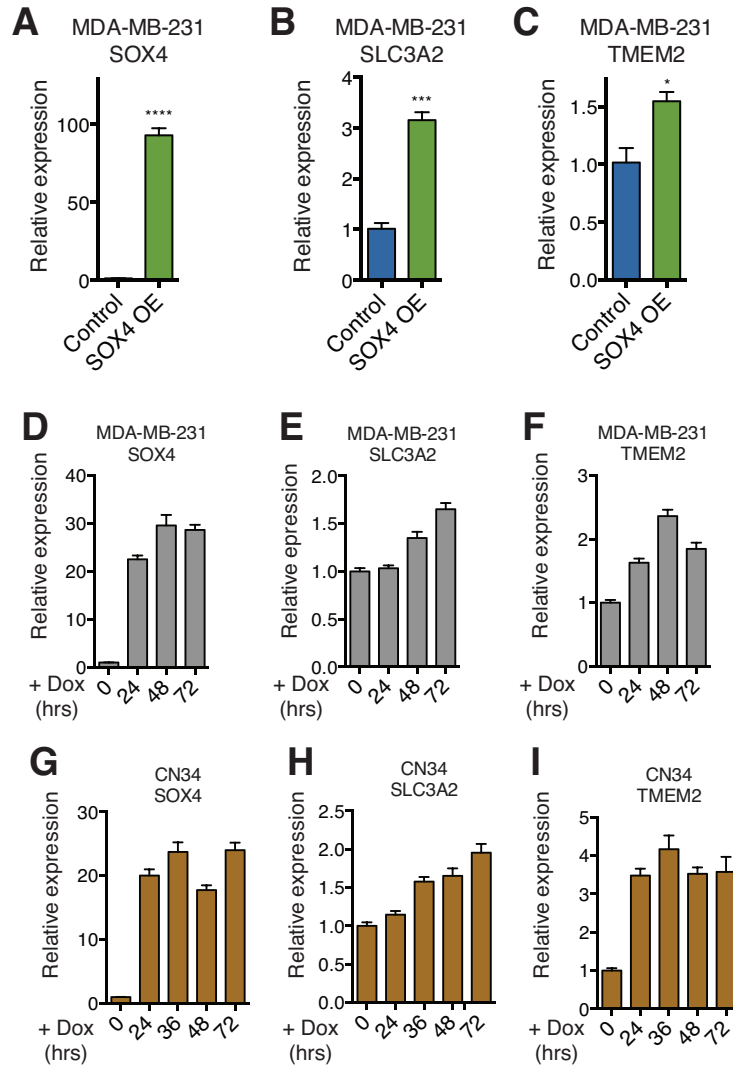 A
MDA-MB-231
SOX4
Relative expression
100
50
0
****
Control
SOX4 OE
B
MDA-MB-231
SLC3A2
Relative expression
4
3
2
1
0
***
Control
SOX4 OE
C
MDA-MB-231
TMEM2
Relative expression
1.5
1.0
0.5
0.0
*
Control
SOX4 OE
D
MDA-MB-231
SOX4
Relative expression
40
30
20
10
0
+ Dox
(hrs)
0
24
48
72
E
MDA-MB-231
SLC3A2
Relative epression
2.0
1.5
1.0
0.5
0.0
+ Dox
(hrs)
0
24
48
72
F
MDA-MB-231
TMEM2
Relative expression
3
2
1
0
+ Dox
(hrs)
0
24
48
72
G
CN34
SOX4
Relative expression
30
20
10
0
+ Dox
(hrs)
0
24
36
48
72
H
CN34
SLC3A2
Relative expression
2.5
2.0
1.5
1.0
0.5
0.0
+ Dox
(hrs)
0
24
36
48
72
I
CN34
TMEM2
Relative expression
5
4
3
2
1
0
+ Dox
(hrs)
0
24
36
48
72